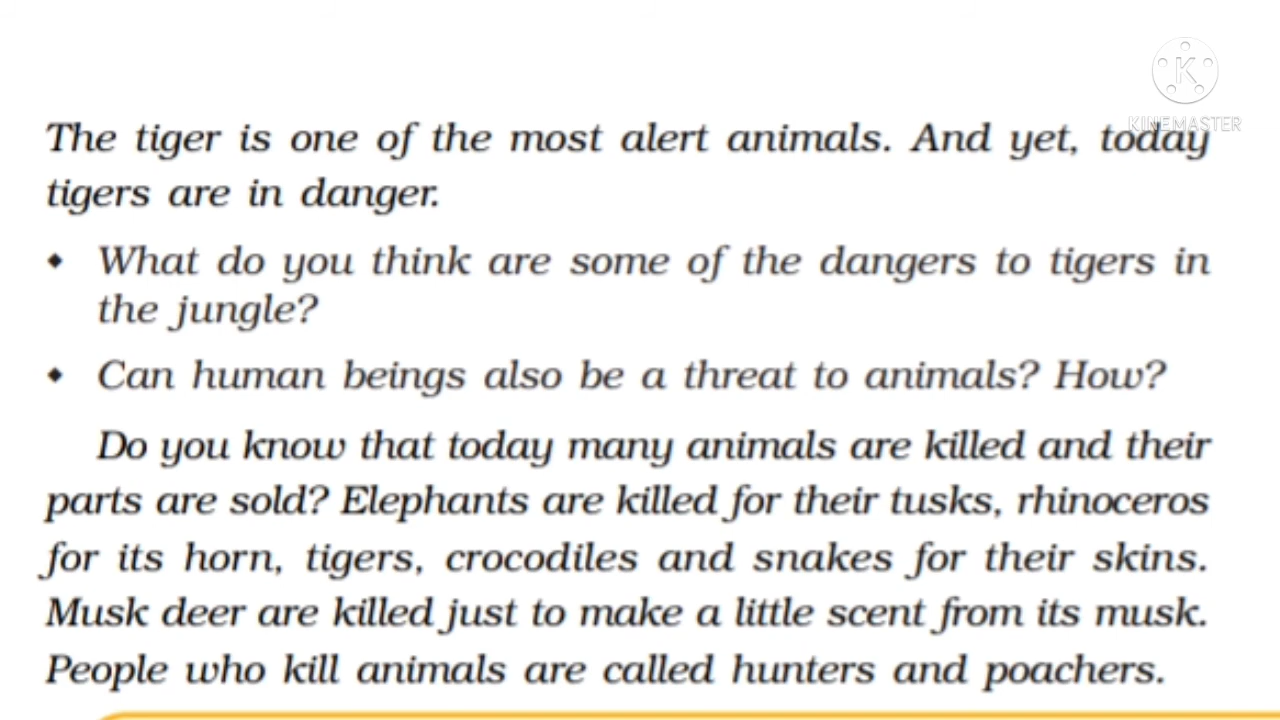 KINEMASTER
The tiger is one of the most alert animals. And yet, today
tigers are in danger.
• What do you think are some of the dangers to tigers in
the jungle?
• Can human beings also be a threat to animals? How?
Do you know that today many animals are killed and their
parts are sold? Elephants are killed for their tusks, rhinoceros
for its horn, tigers, crocodiles and snakes for their skins.
Musk deer are killed just to make a little scent from its musk.
People who kill animals are called hunters and poachers.